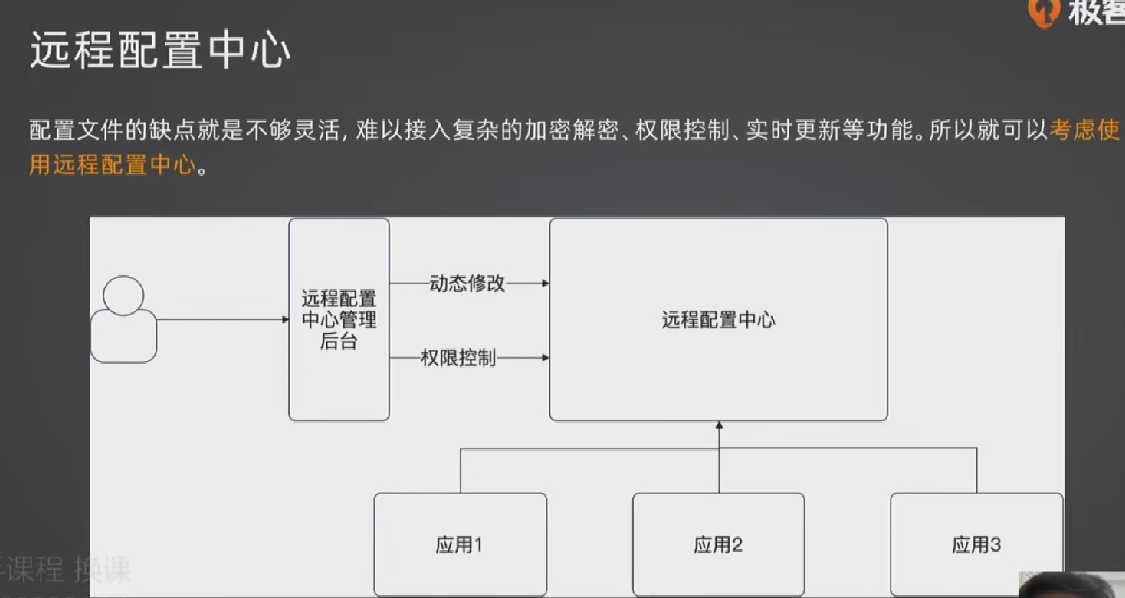 极客
远程配置中心
配置文件的缺点就是不够灵活，难以接入复杂的加密解密、权限控制、实时更新等功能。所以就可以考虑使
用远程配置中心。
远程配置
中心管理
后台
动态修改
权限控制
远程配置中心
应用1
应用2
应用3
课程 换课